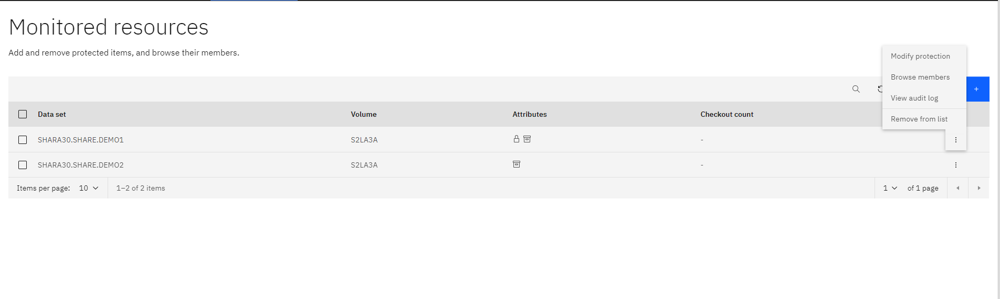 Monitored resources
Add and remove protected items, and browse their members.
Modify protection
Browse members
View audit log
Remove from list
Data set Volume Attributes Checkout count
SHARA30.SHARE.DEMO1 S2LA3A -
SHARA30.SHARE.DEMO2 S2LA3A -
Items per page: 10 1–2 of 2 items 1 of 1 page